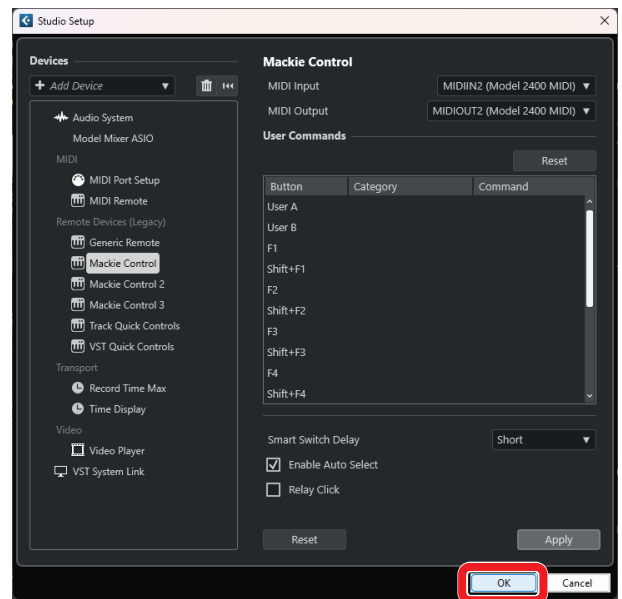 Studio Setup
Devices
+ Add Device
Audio System
Model Mixer ASIO
MIDI
MIDI Port Setup
MIDI Remote
Remote Devices (Legacy)
Generic Remote
Mackie Control
Mackie Control 2
Mackie Control 3
Track Quick Controls
VST Quick Controls
Transport
Record Time Max
Time Display
Video
Video Player
VST System Link
Mackie Control
MIDI Input MIDIIN2 (Model 2400 MIDI)
MIDI Output MIDIOUT2 (Model 2400 MIDI)
User Commands
Reset
Button Category Command
User A
User B
F1
Shift+F1
F2
Shift+F2
F3
Shift+F3
F4
Shift+F4
Smart Switch Delay Short
Enable Auto Select
Relay Click
Reset Apply
OK Cancel